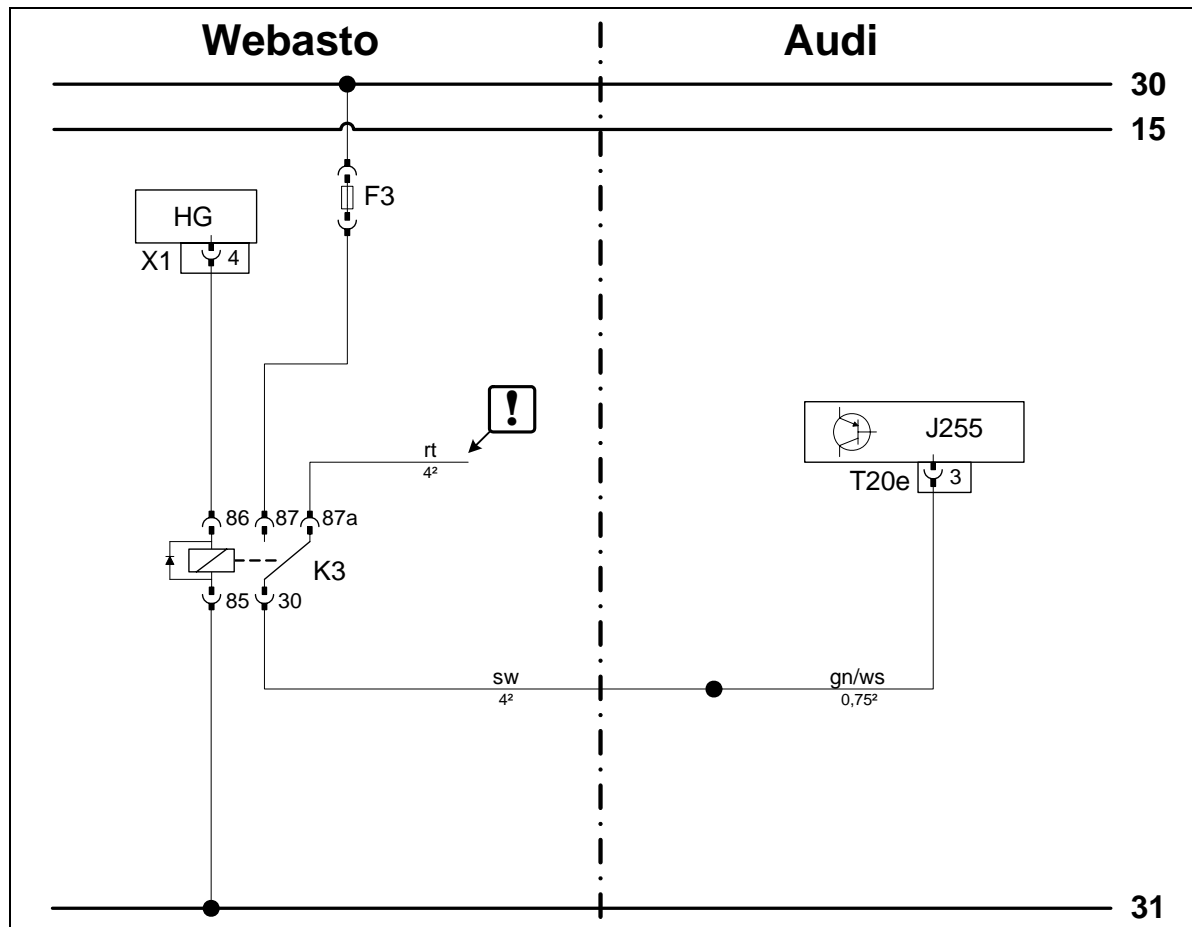 Webasto
Audi
30
15
F3
HG
X1
4
!
J255
rt
4²
T20e
3
86
87
87a
K3
85
30
sw
4²
gn/ws
0,75²
31